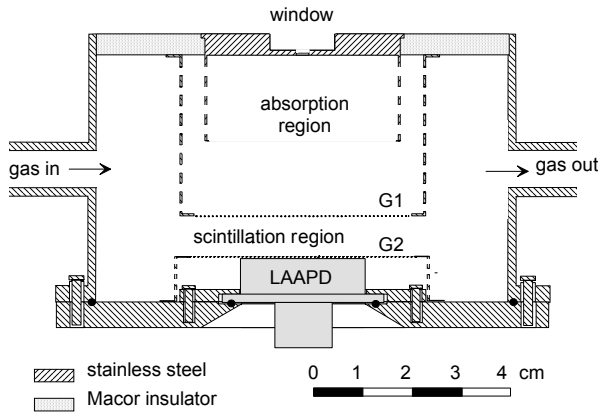 window
absorption
region
gas in
gas out
G1
scintillation region
G2
LAAPD
stainless steel
Macor insulator
0 1 2 3 4 cm